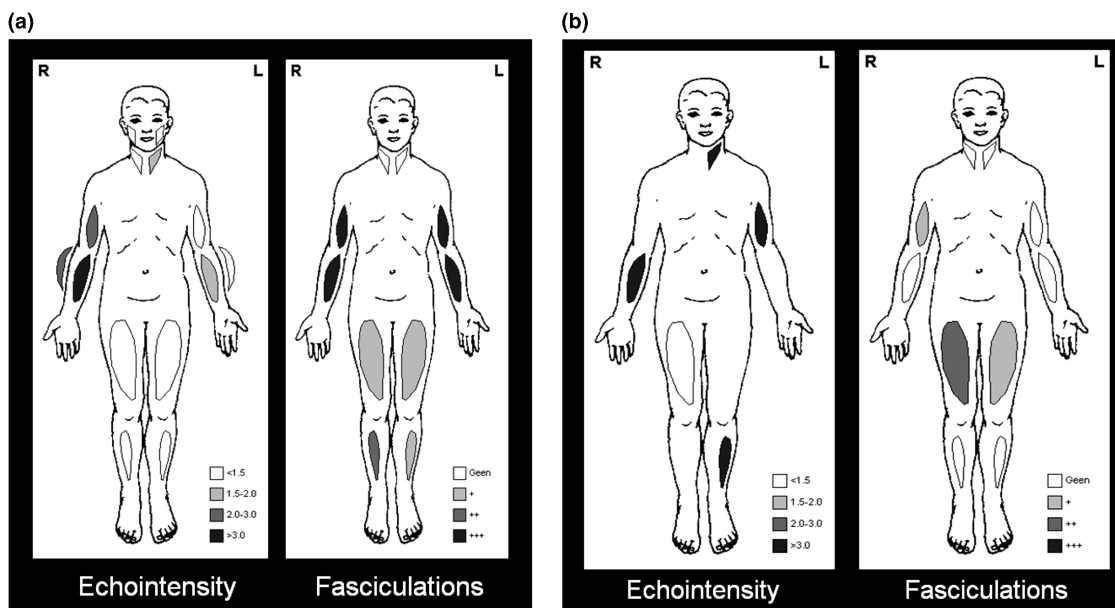 (a)
R L
<1.5
1.5-2.0
2.0-3.0
>3.0
Echointensity
R L
Geen
+
++
+++
Fasciculations
(b)
R L
<1.5
1.5-2.0
2.0-3.0
>3.0
Echointensity
R L
Geen
+
++
+++
Fasciculations